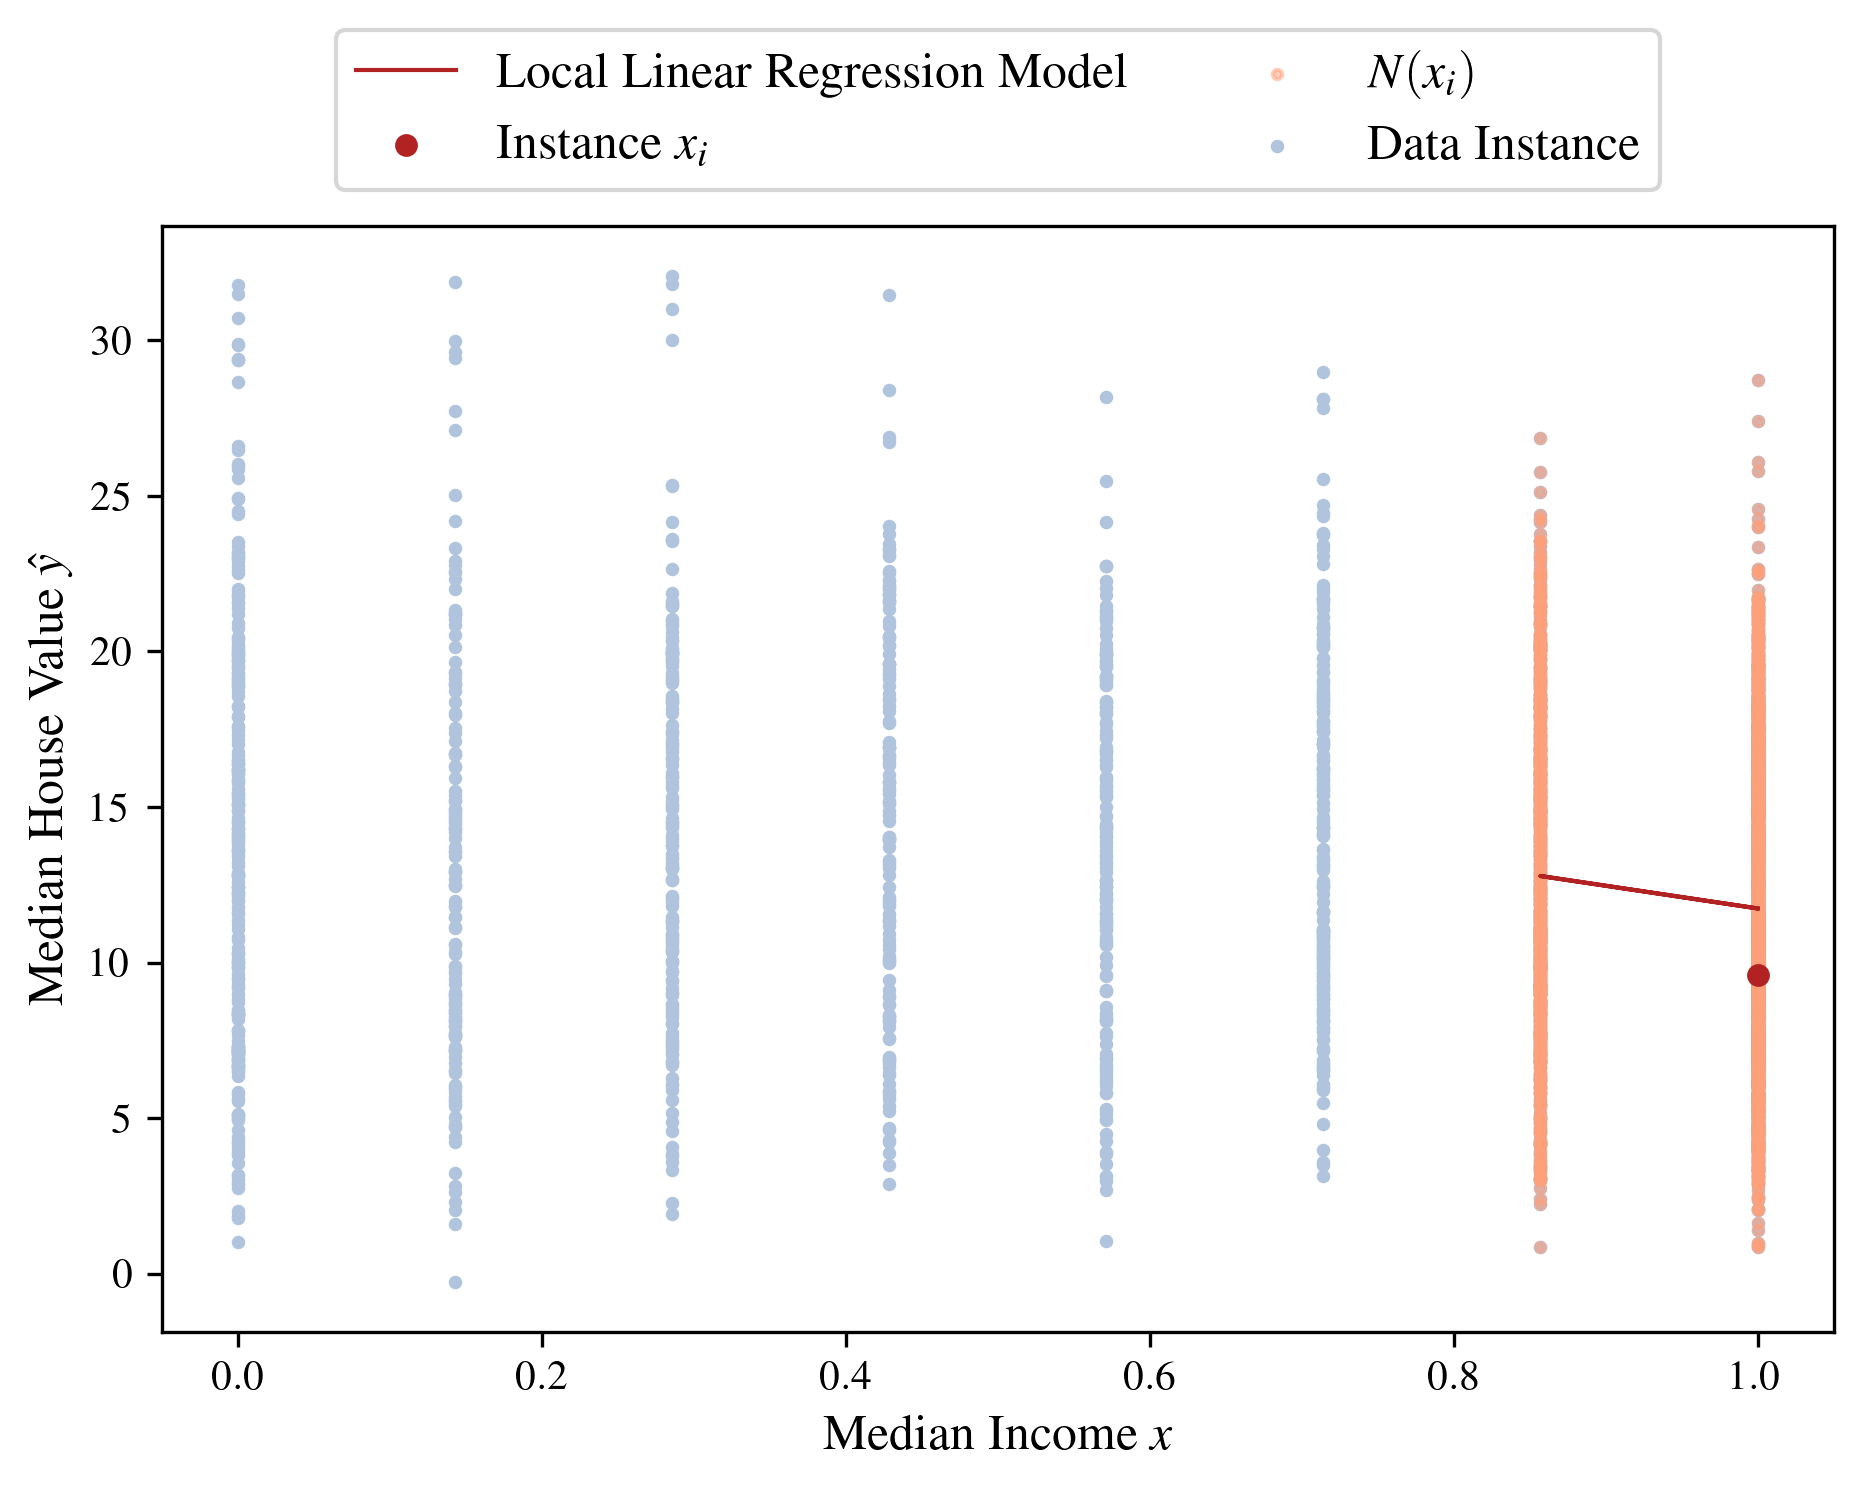 Local Linear Regression Model
Instance $x_i$
$N(x_i)$
Data Instance
Median House Value $\hat{y}$
30
25
20
15
10
5
0
0.0 0.2 0.4 0.6 0.8 1.0
Median Income $x$